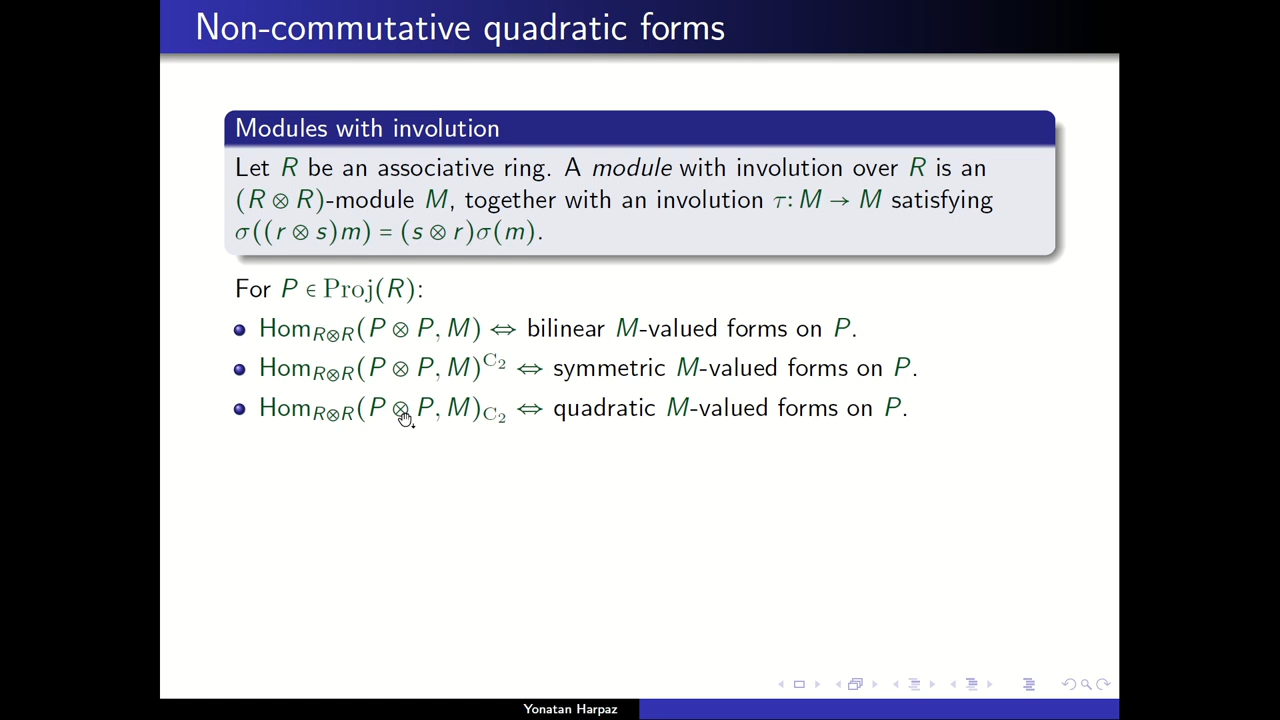 Non-commutative quadratic forms
Modules with involution
Let R be an associative ring. A module with involution over R is an
(R ⊗ R)-module M, together with an involution τ: M → M satisfying
σ((r ⊗ s)m) = (s ⊗ r)σ(m).
For P ∈ Proj(R):
Hom_{R⊗R}(P ⊗ P, M) ⇔ bilinear M-valued forms on P.
Hom_{R⊗R}(P ⊗ P, M)^{C₂} ⇔ symmetric M-valued forms on P.
Hom_{R⊗R}(P ⊗ P, M)_{C₂} ⇔ quadratic M-valued forms on P.
Yonatan Harpaz